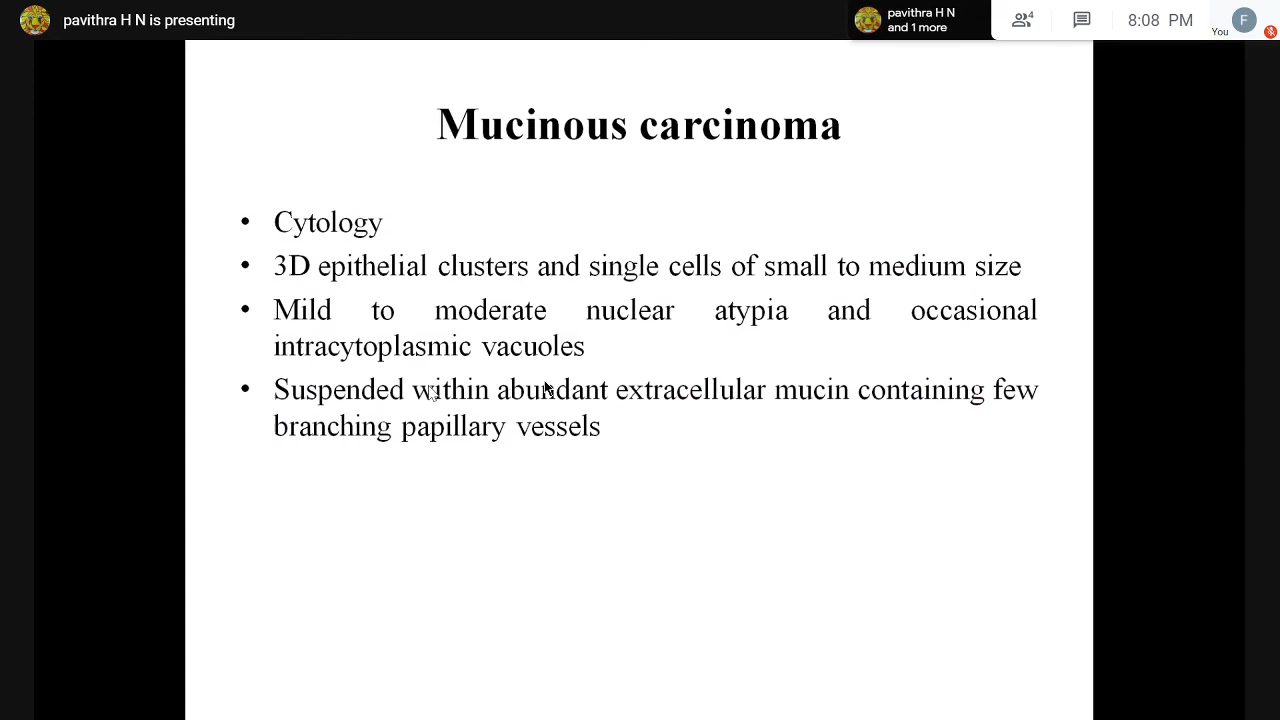 pavithra H N is presenting
pavithra H N
and 1 more
4
8:08 PM
You
F
Mucinous carcinoma
• Cytology
• 3D epithelial clusters and single cells of small to medium size
• Mild to moderate nuclear atypia and occasional
intracytoplasmic vacuoles
• Suspended within abundant extracellular mucin containing few
branching papillary vessels